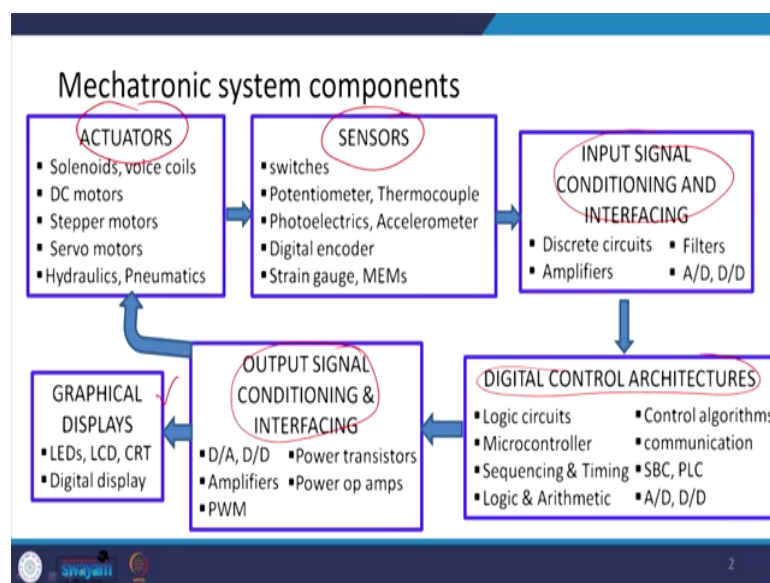 Mechatronic system components
ACTUATORS
▪ Solenoids, voice coils
▪ DC motors
▪ Stepper motors
▪ Servo motors
▪ Hydraulics, Pneumatics
SENSORS
▪ switches
▪ Potentiometer, Thermocouple
▪ Photoelectrics, Accelerometer
▪ Digital encoder
▪ Strain gauge, MEMs
INPUT SIGNAL
CONDITIONING AND
INTERFACING
▪ Discrete circuits
▪ Amplifiers
▪ Filters
▪ A/D, D/D
GRAPHICAL
DISPLAYS
▪ LEDs, LCD, CRT
▪ Digital display
OUTPUT SIGNAL
CONDITIONING &
INTERFACING
▪ D/A, D/D
▪ Amplifiers
▪ PWM
▪ Power transistors
▪ Power op amps
DIGITAL CONTROL ARCHITECTURES
▪ Logic circuits
▪ Microcontroller
▪ Sequencing & Timing
▪ Logic & Arithmetic
▪ Control algorithms
▪ communication
▪ SBC, PLC
▪ A/D, D/D
swayam
2